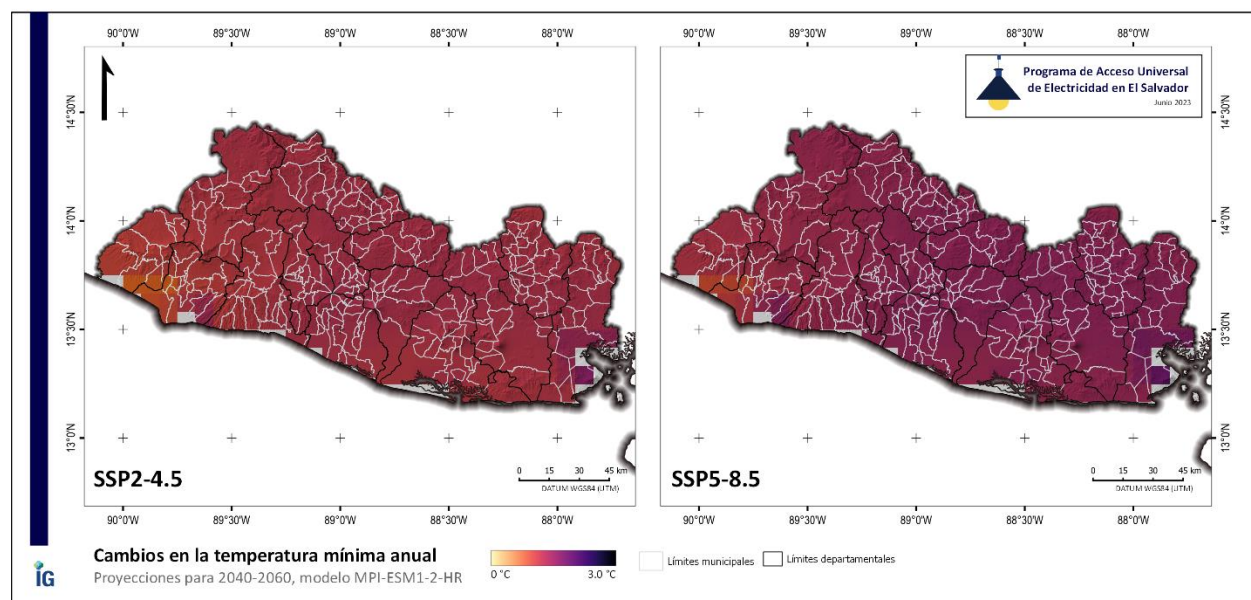 90°0'W 89°30'W 89°0'W 88°30'W 88°0'W
90°0'W 89°30'W 89°0'W 88°30'W 88°0'W
Programa de Acceso Universal
de Electricidad en El Salvador
Junio 2023
14°30'N
14°0'N
13°30'N
13°0'N
14°30'N
14°0'N
13°30'N
13°0'N
SSP2-4.5
0 15 30 45 km
DATUM WGS84 (UTM)
SSP5-8.5
0 15 30 45 km
DATUM WGS84 (UTM)
90°0'W 89°30'W 89°0'W 88°30'W 88°0'W
90°0'W 89°30'W 89°0'W 88°30'W 88°0'W
iG
Cambios en la temperatura mínima anual
Proyecciones para 2040-2060, modelo MPI-ESM1-2-HR
0 °C 3.0 °C
Límites municipales
Límites departamentales